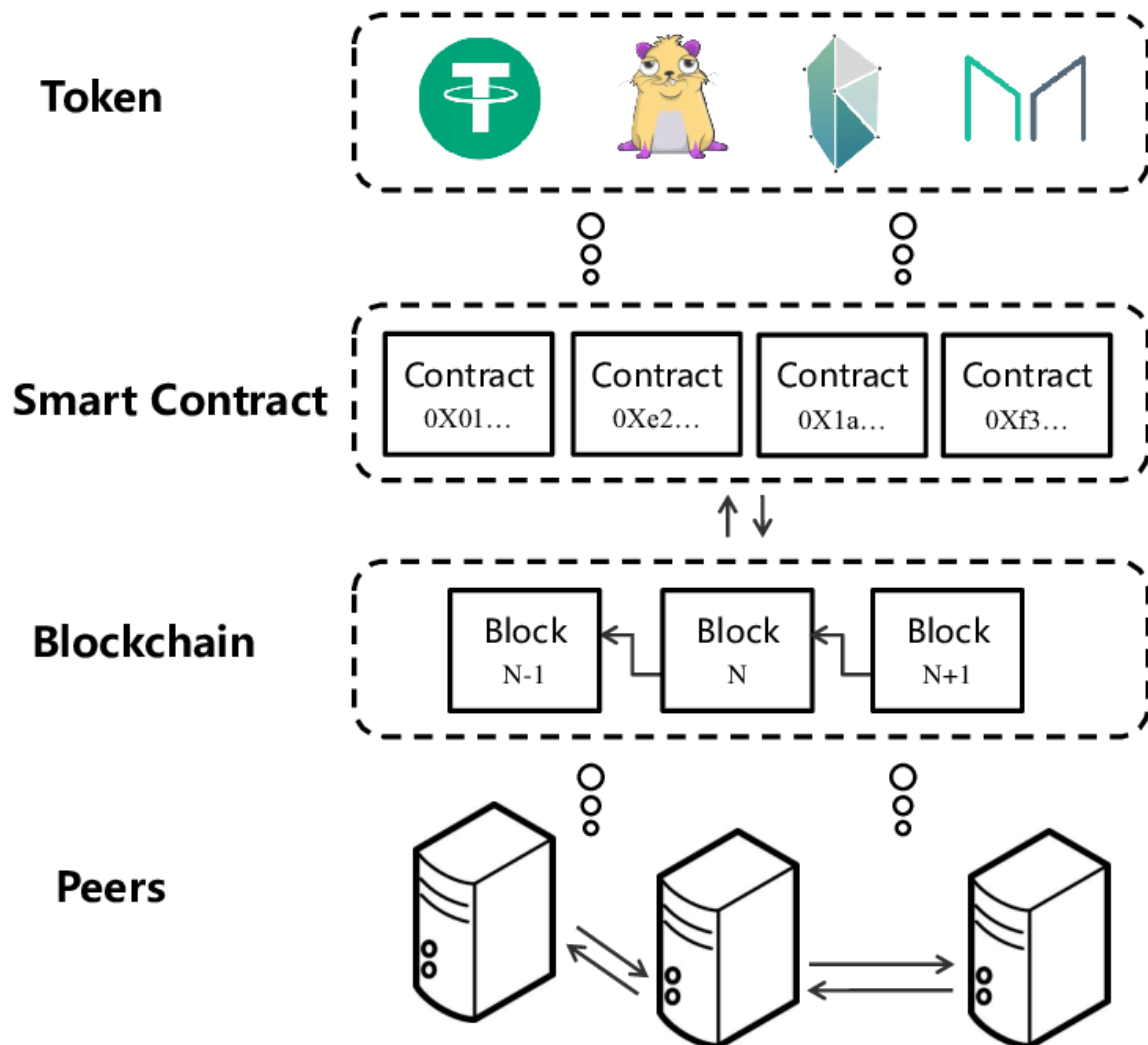 Token
Smart Contract
Contract
0X01...
Contract
0Xe2...
Contract
0X1a...
Contract
0Xf3...
Blockchain
Block
N-1
Block
N
Block
N+1
Peers